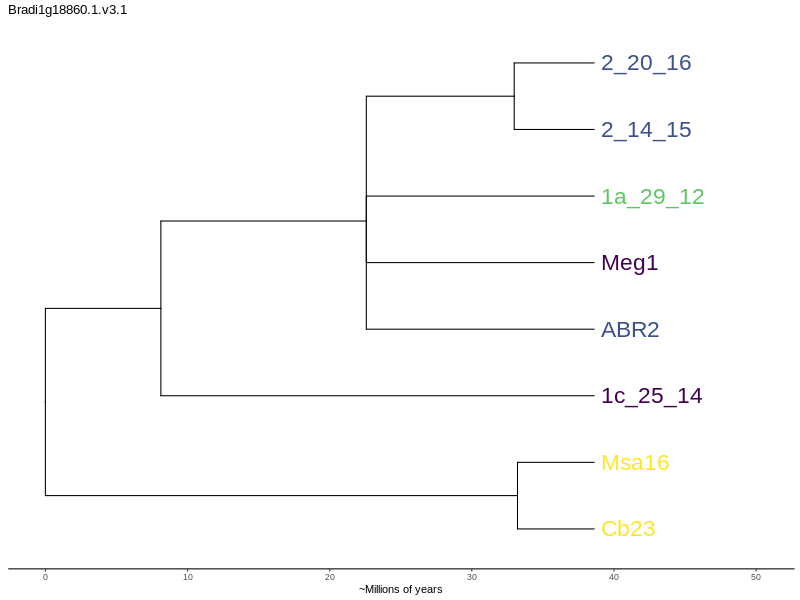 Bradi1g18860.1.v3.1
2_20_16
2_14_15
1a_29_12
Meg1
ABR2
1c_25_14
Msa16
Cb23
0 10 20 30 40 50
~Millions of years